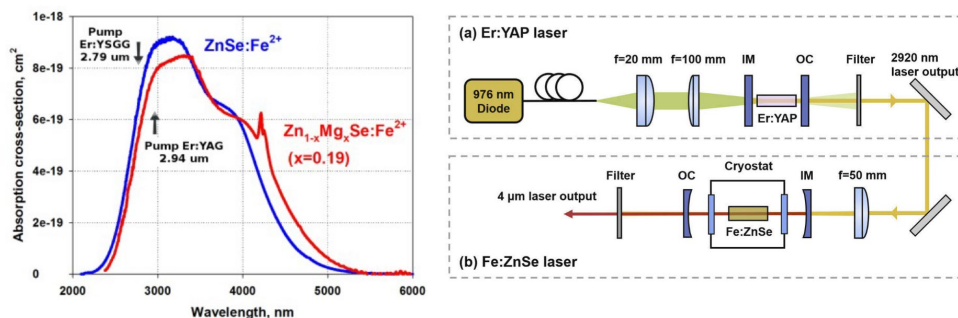 Absorption cross-section, cm²
8e-19
6e-19
4e-19
2e-19
0
2000 3000 4000 5000 6000
Wavelength, nm
Pump
Er:YSGG
2.79 um
ZnSe:Fe²⁺
Pump Er:YAG
2.94 um
Zn₁₋ₓMgₓSe:Fe²⁺
(x=0.19)
(a) Er:YAP laser
976 nm
Diode
f=20 mm f=100 mm IM OC Filter
2920 nm
laser output
Er:YAP
Filter OC Cryostat IM f=50 mm
4 μm laser output
Fe:ZnSe
(b) Fe:ZnSe laser